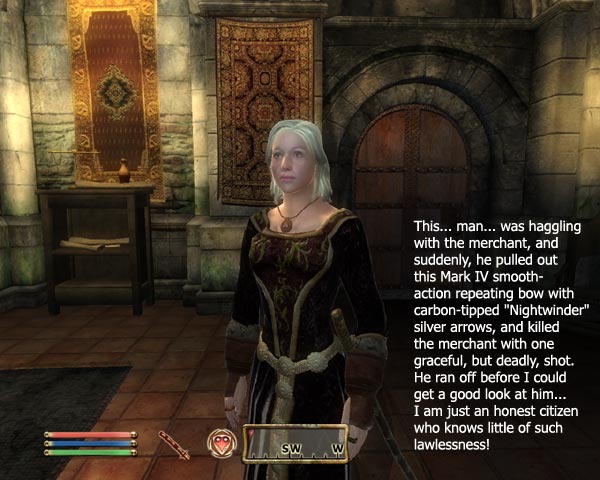 This... man... was haggling
with the merchant, and
suddenly, he pulled out
this Mark IV smooth-
action repeating bow with
carbon-tipped "Nightwinder"
silver arrows, and killed
the merchant with one
graceful, but deadly, shot.
He ran off before I could
get a good look at him...
I am just an honest citizen
who knows little of such
lawlessness!
SW W